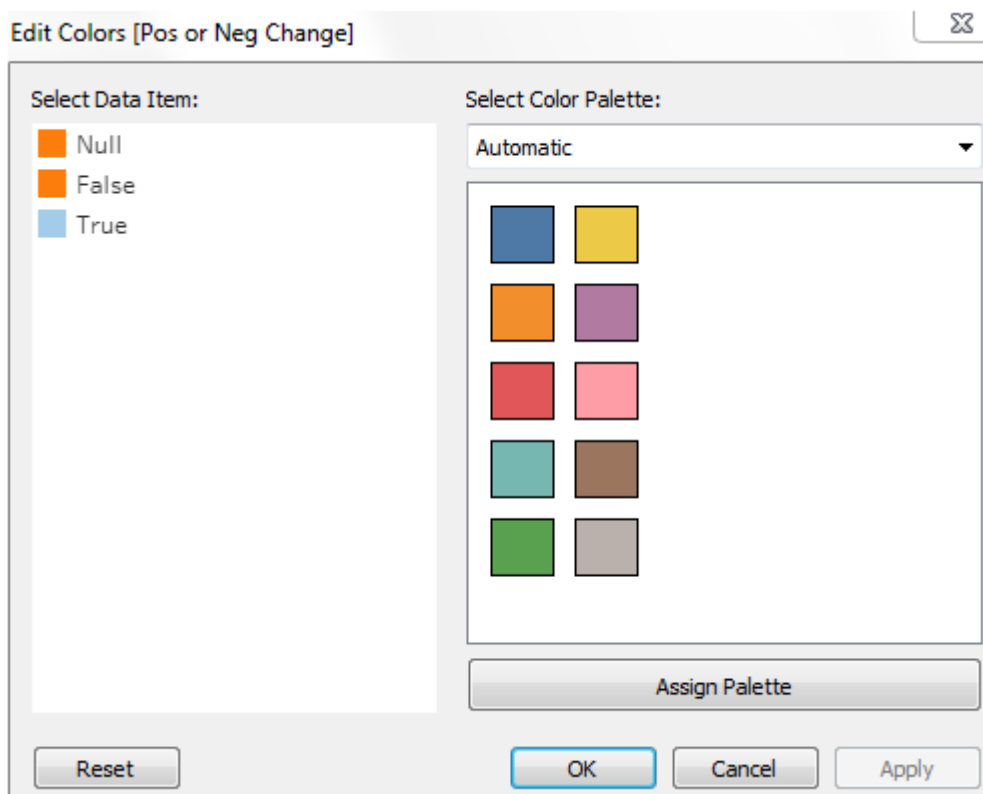 Edit Colors [Pos or Neg Change]
Select Data Item:
Null
False
True
Select Color Palette:
Automatic
Assign Palette
Reset
OK
Cancel
Apply